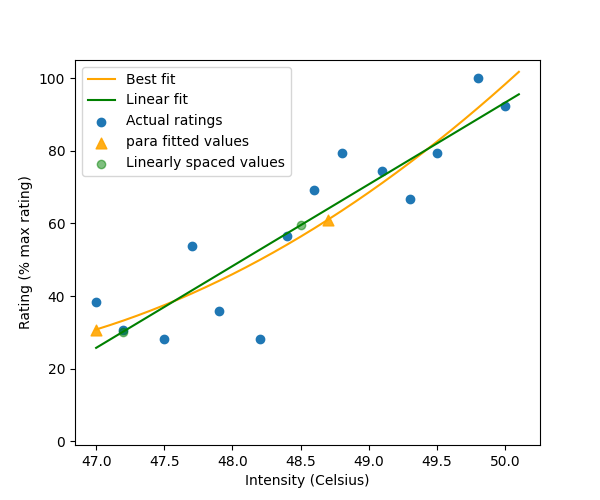 Best fit
Linear fit
Actual ratings
para fitted values
Linearly spaced values
Rating (% max rating)
100
80
60
40
20
0
47.0 47.5 48.0 48.5 49.0 49.5 50.0
Intensity (Celsius)